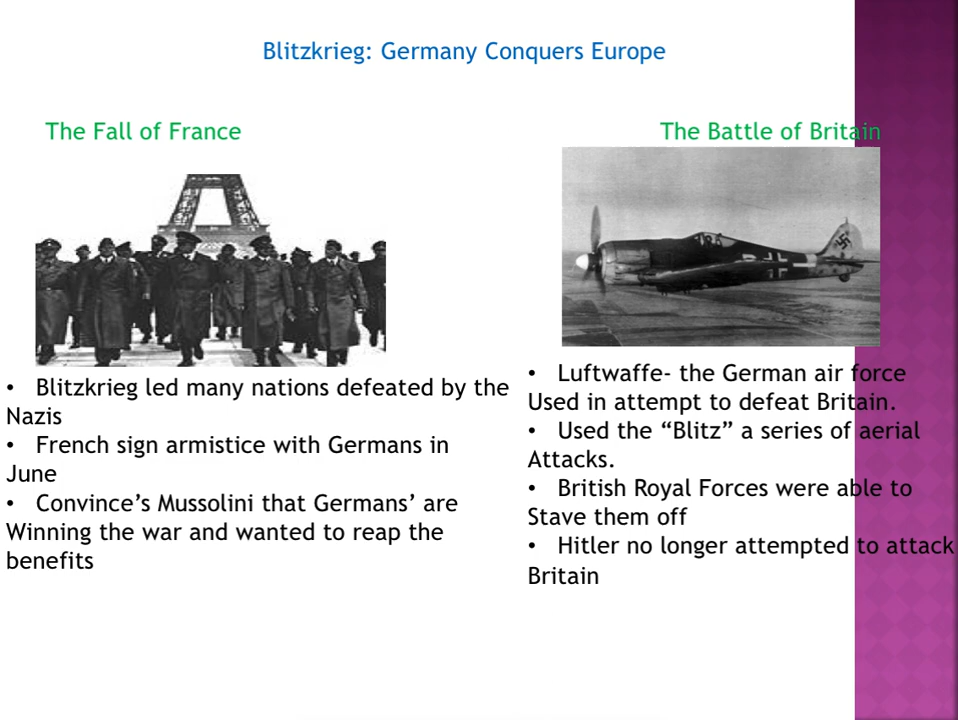 Blitzkrieg: Germany Conquers Europe
The Fall of France
• Blitzkrieg led many nations defeated by the
Nazis
• French sign armistice with Germans in
June
• Convince’s Mussolini that Germans’ are
Winning the war and wanted to reap the
benefits
The Battle of Britain
• Luftwaffe- the German air force
Used in attempt to defeat Britain.
• Used the “Blitz” a series of aerial
Attacks.
• British Royal Forces were able to
Stave them off
• Hitler no longer attempted to attack
Britain